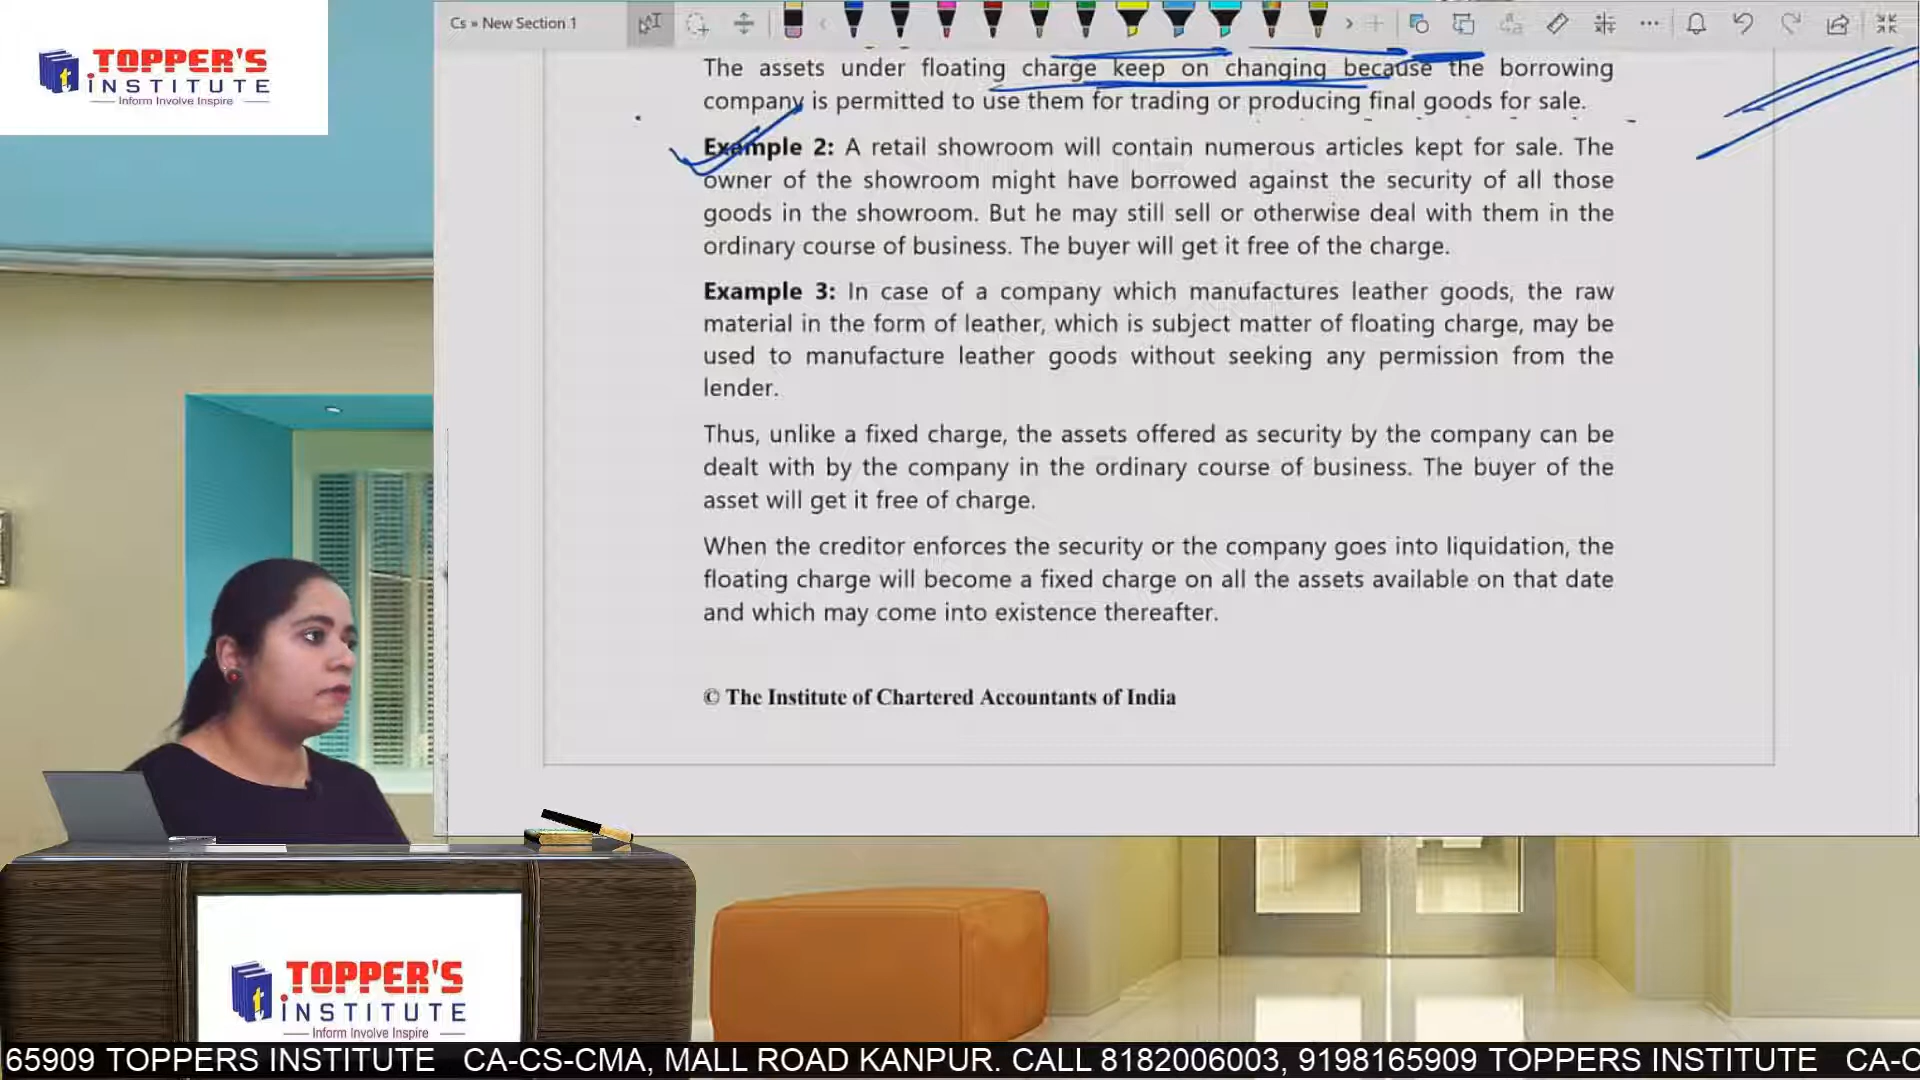 Cs » New Section 1
TOPPER'S
INSTITUTE
Inform Involve Inspire
The assets under floating charge keep on changing because the borrowing
company is permitted to use them for trading or producing final goods for sale.
Example 2: A retail showroom will contain numerous articles kept for sale. The
owner of the showroom might have borrowed against the security of all those
goods in the showroom. But he may still sell or otherwise deal with them in the
ordinary course of business. The buyer will get it free of the charge.
Example 3: In case of a company which manufactures leather goods, the raw
material in the form of leather, which is subject matter of floating charge, may be
used to manufacture leather goods without seeking any permission from the
lender.
Thus, unlike a fixed charge, the assets offered as security by the company can be
dealt with by the company in the ordinary course of business. The buyer of the
asset will get it free of charge.
When the creditor enforces the security or the company goes into liquidation, the
floating charge will become a fixed charge on all the assets available on that date
and which may come into existence thereafter.
© The Institute of Chartered Accountants of India
TOPPER'S
INSTITUTE
Inform Involve Inspire
65909 TOPPERS INSTITUTE CA-CS-CMA, MALL ROAD KANPUR. CALL 8182006003, 9198165909 TOPPERS INSTITUTE CA-C